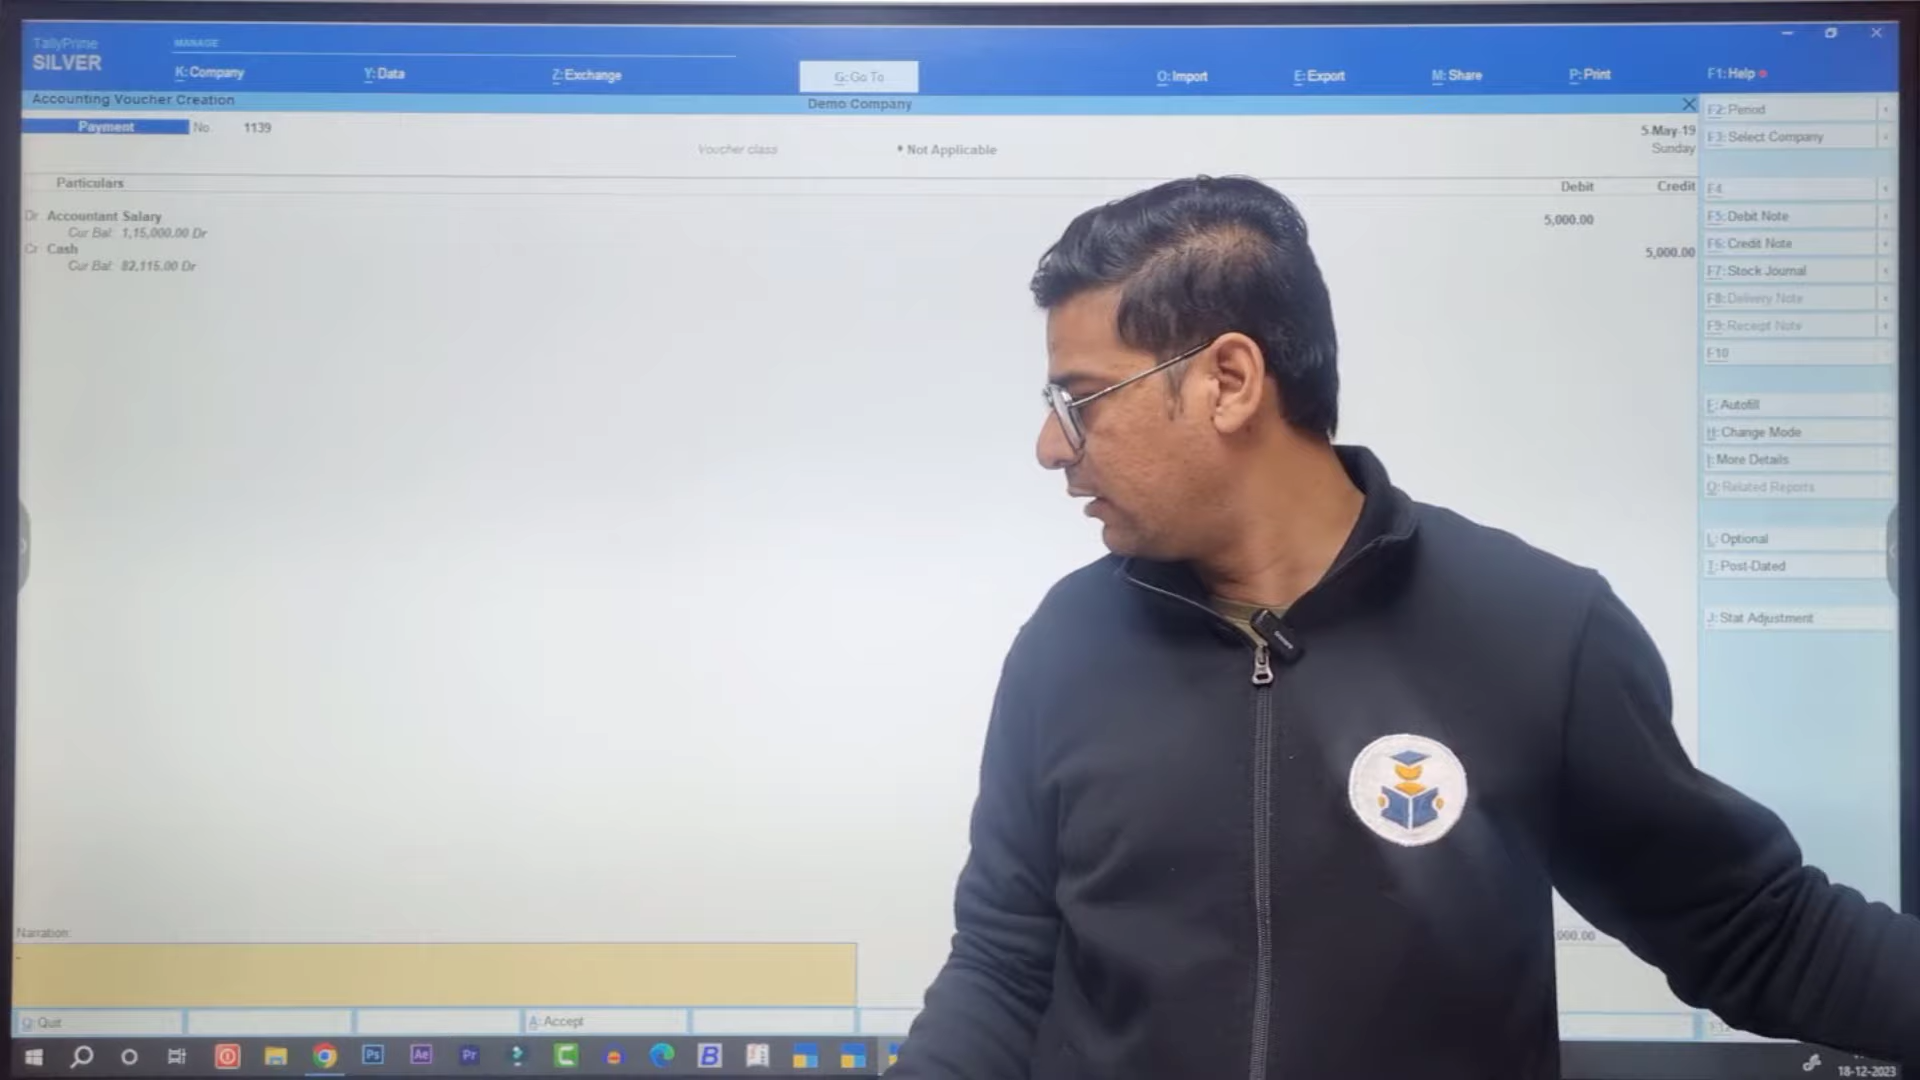 TallyPrime
SILVER
MANAGE
K: Company
Y: Data
Z: Exchange
G: Go To
O: Import
E: Export
M: Share
P: Print
F1: Help
Accounting Voucher Creation
Demo Company
Payment No. 1139
5-May-19
Sunday
Voucher class
Not Applicable
Particulars
Debit
Credit
Dr Accountant Salary
5,000.00
Cur Bal: 1,15,000.00 Dr
Cr Cash
5,000.00
Cur Bal: 82,115.00 Dr
F2: Period
F3: Select Company
F4
F5: Debit Note
F6: Credit Note
F7: Stock Journal
F8: Delivery Note
F9: Receipt Note
F10
F: Autofill
H: Change Mode
I: More Details
O: Related Reports
L: Optional
T: Post-Dated
J: Stat Adjustment
Narration:
000.00
Q: Quit
A: Accept
Ps
Ae
Pr
B
18-12-2023